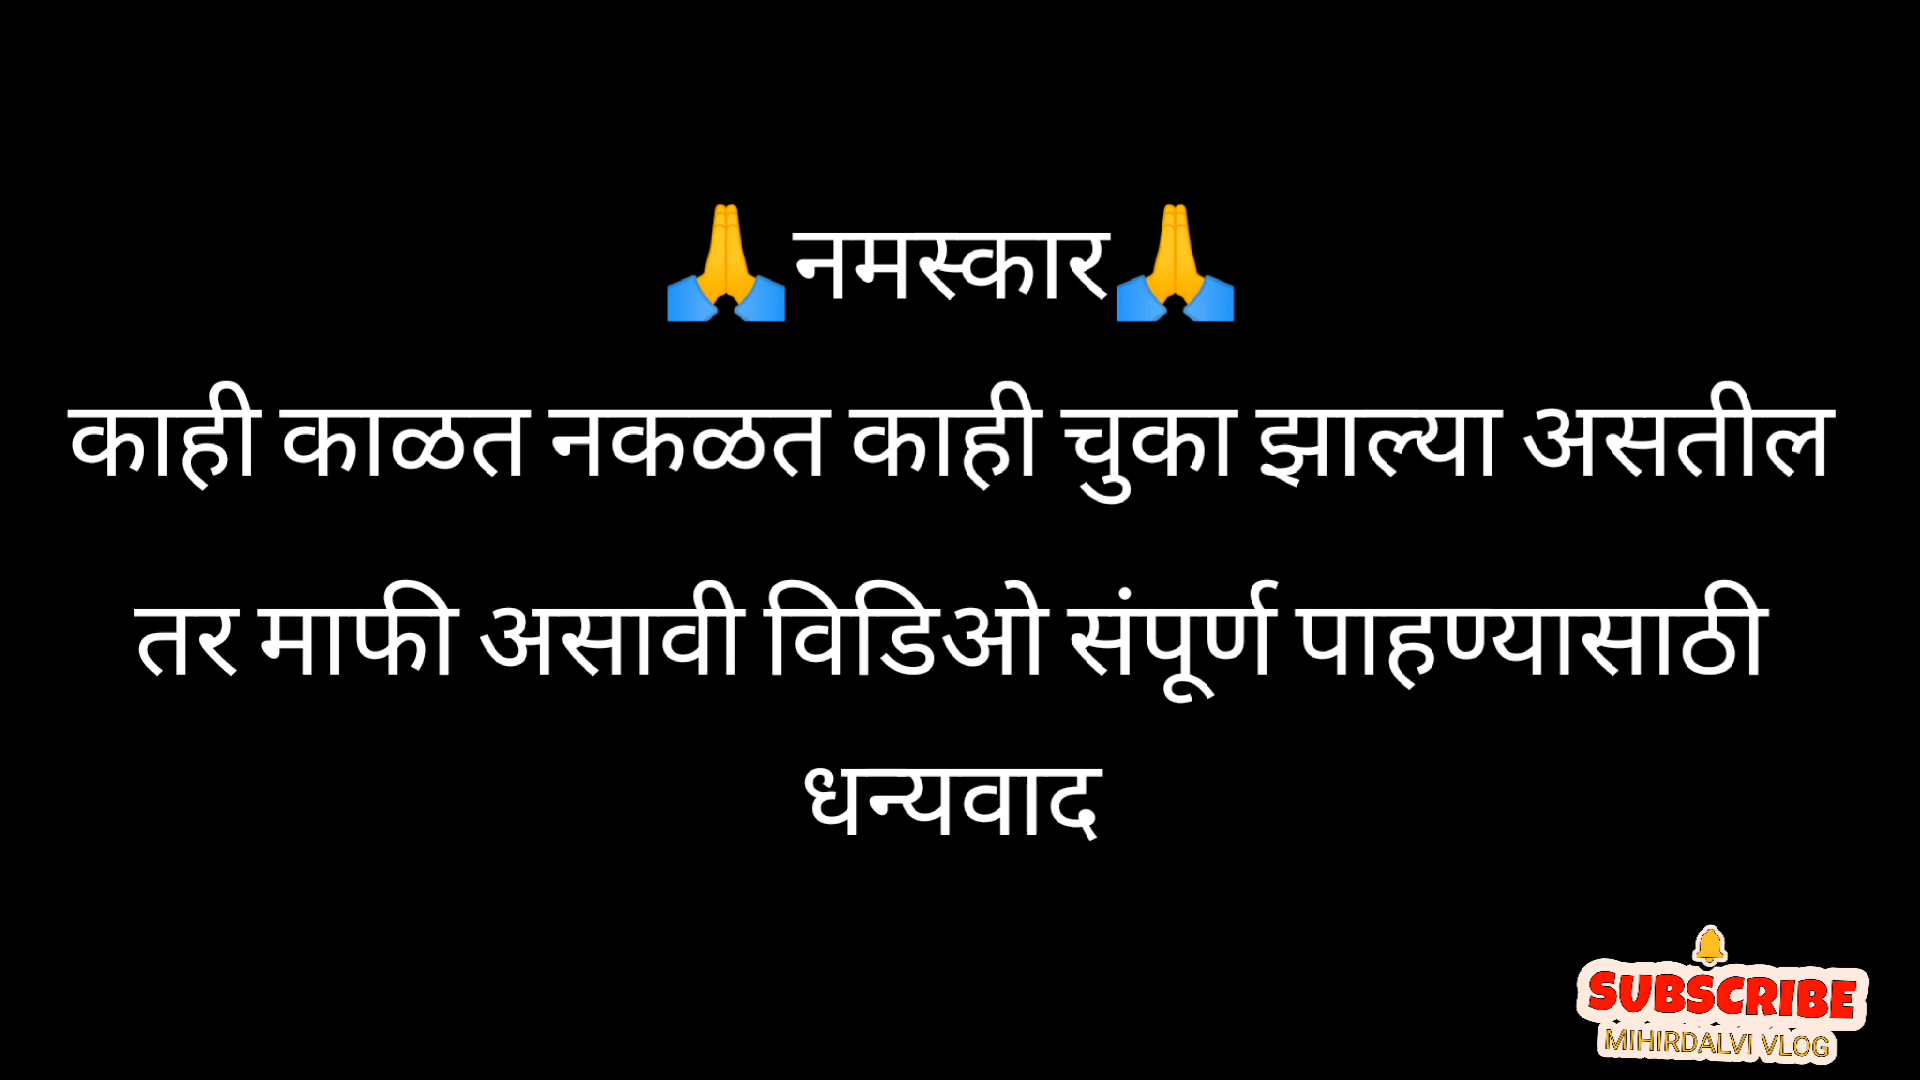 🙏नमस्कार🙏
काही काळत नकळत काही चुका झाल्या असतील
तर माफी असावी विडिओ संपूर्ण पाहण्यासाठी
धन्यवाद
SUBSCRIBE
MIHIRDALVI VLOG